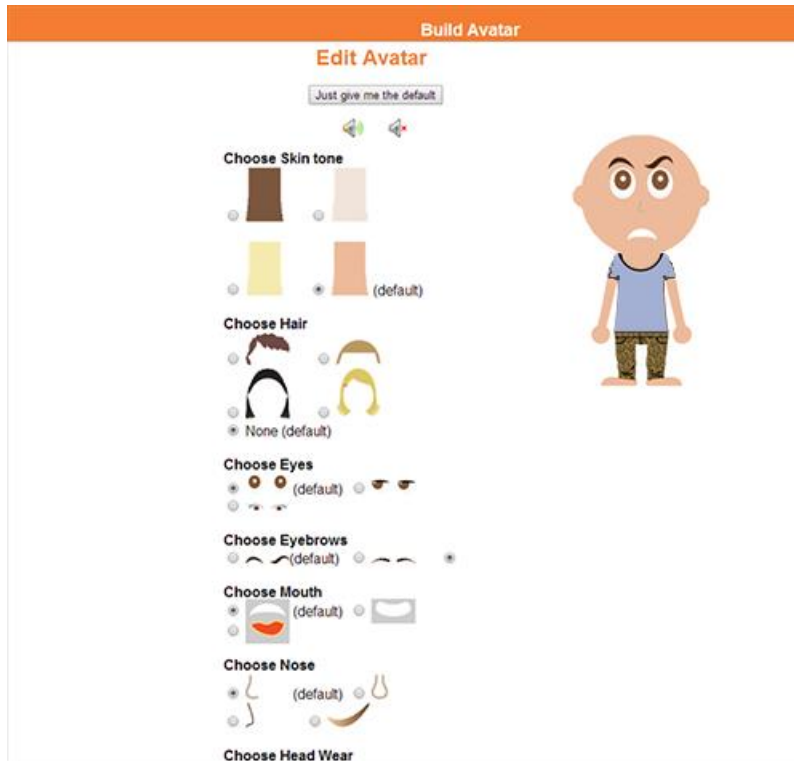 Build Avatar
Edit Avatar
Just give me the default
Choose Skin tone
(default)
Choose Hair
None (default)
Choose Eyes
(default)
Choose Eyebrows
(default)
Choose Mouth
(default)
Choose Nose
(default)
Choose Head Wear